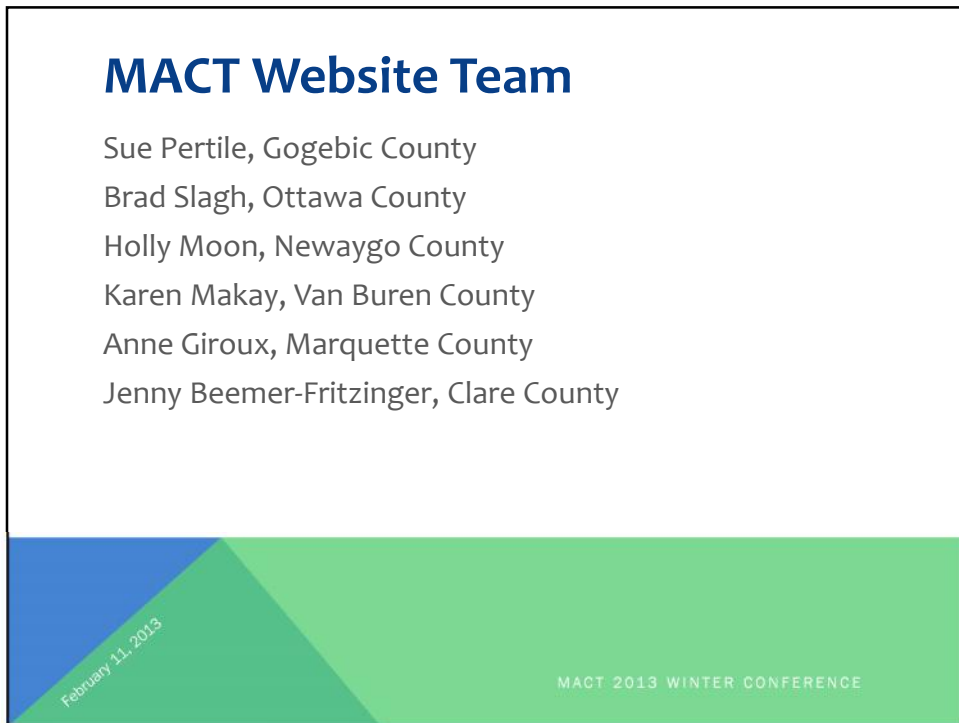 MACT Website Team
Sue Pertile, Gogebic County
Brad Slagh, Ottawa County
Holly Moon, Newaygo County
Karen Makay, Van Buren County
Anne Giroux, Marquette County
Jenny Beemer-Fritzinger, Clare County
February 11, 2013
MACT 2013 WINTER CONFERENCE